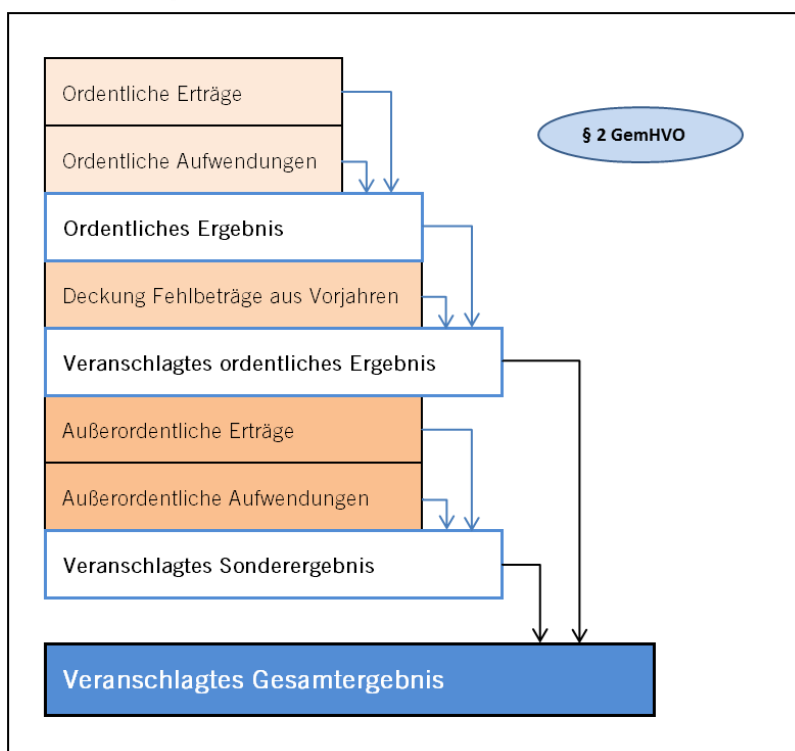 Ordentliche Erträge
§ 2 GemHVO
Ordentliche Aufwendungen
Ordentliches Ergebnis
Deckung Fehlbeträge aus Vorjahren
Veranschlagtes ordentliches Ergebnis
Außerordentliche Erträge
Außerordentliche Aufwendungen
Veranschlagtes Sonderergebnis
Veranschlagtes Gesamtergebnis